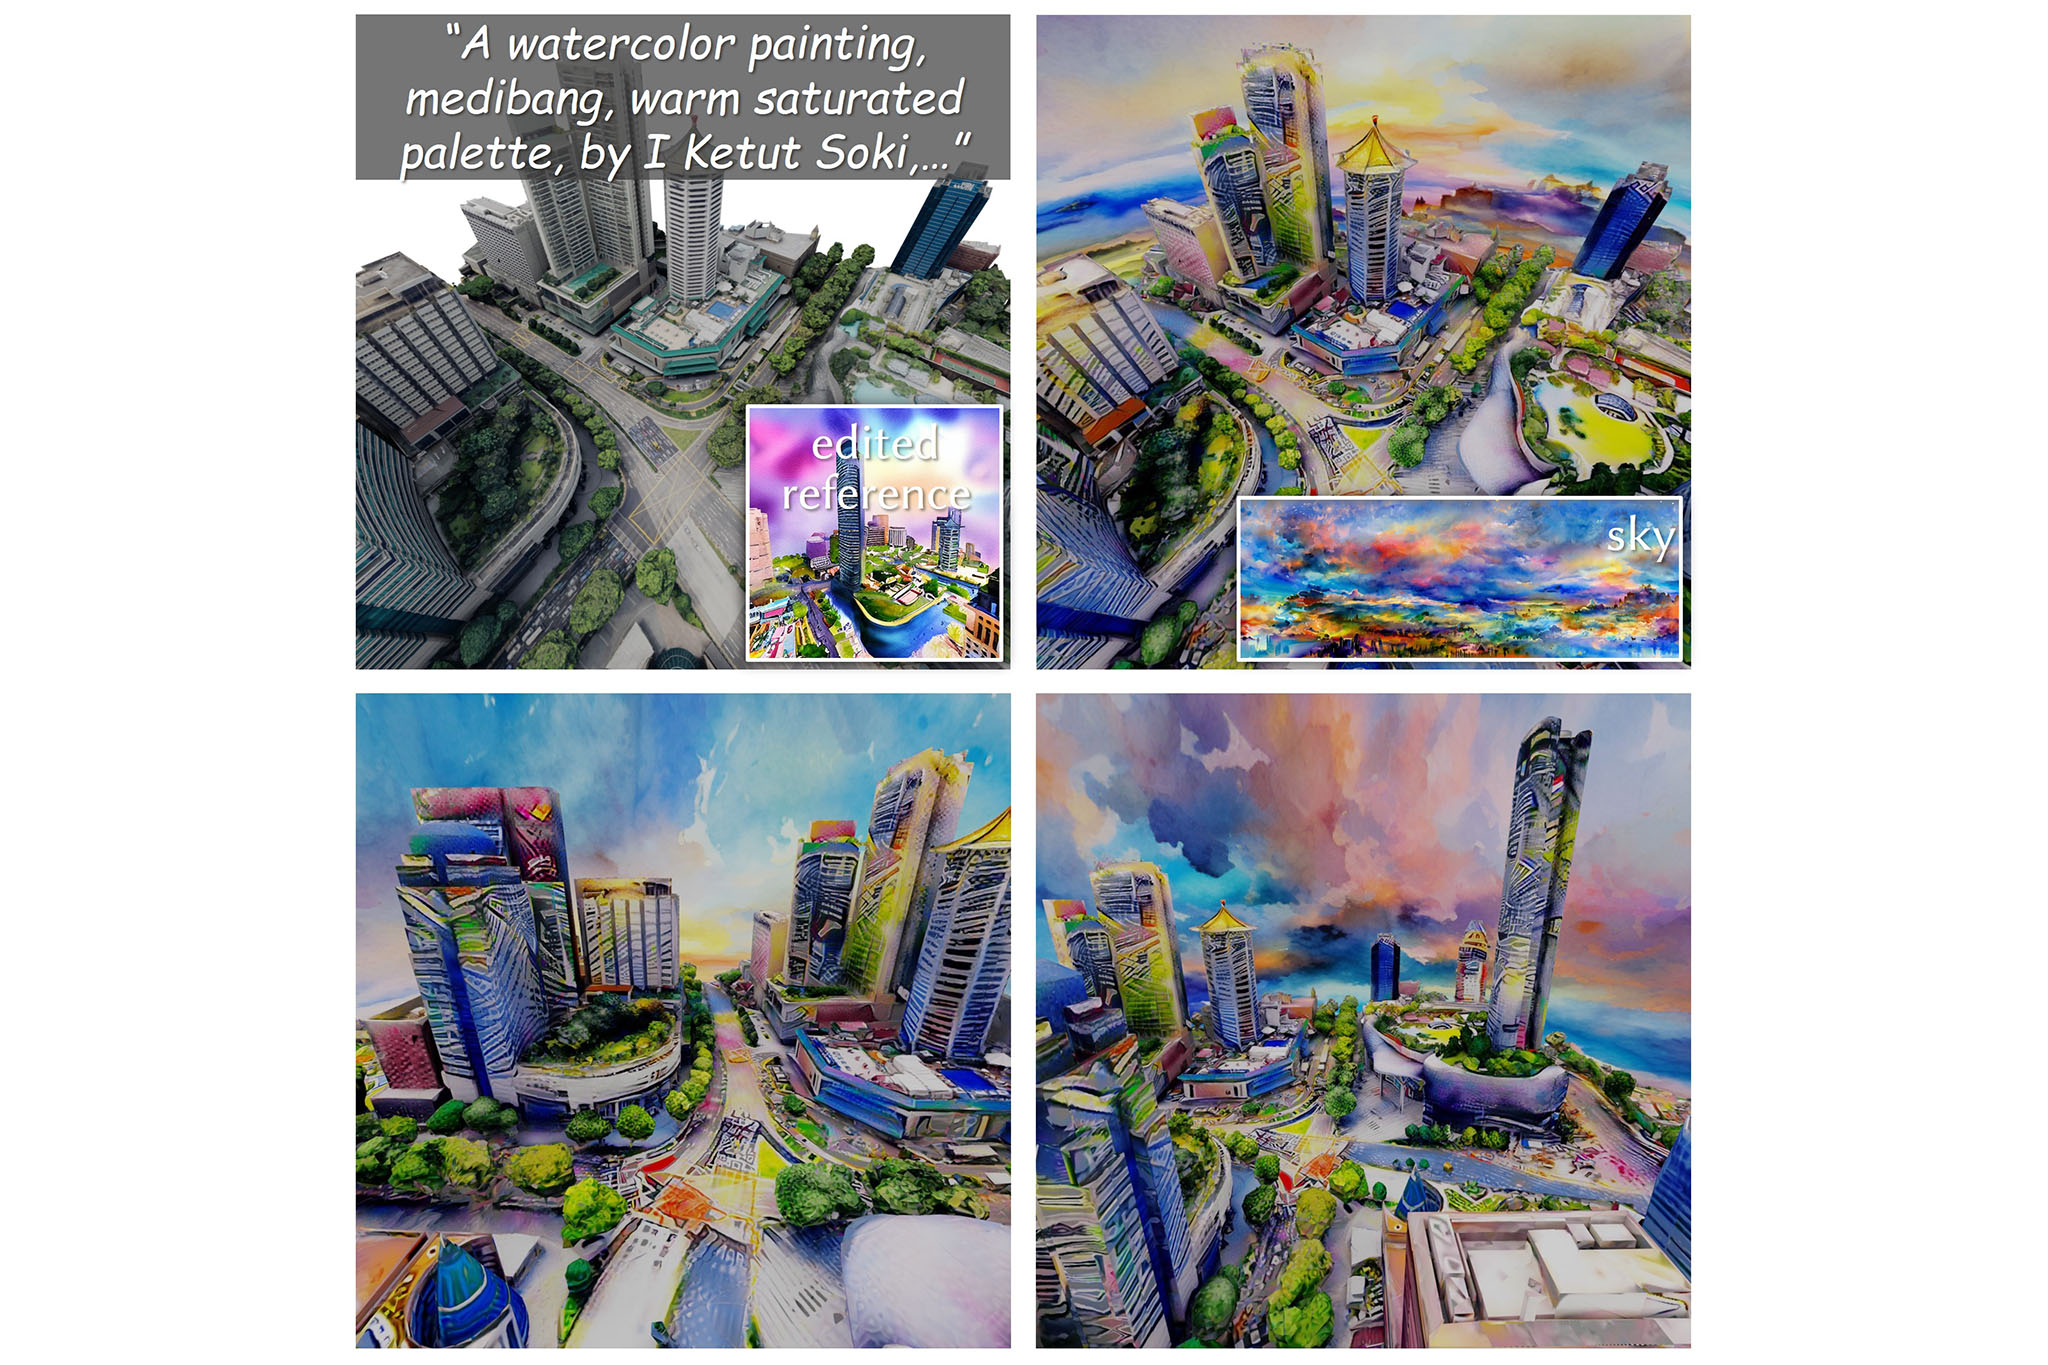 “A watercolor painting,
medibang, warm saturated
palette, by I Ketut Soki,...”
edited
reference
sky